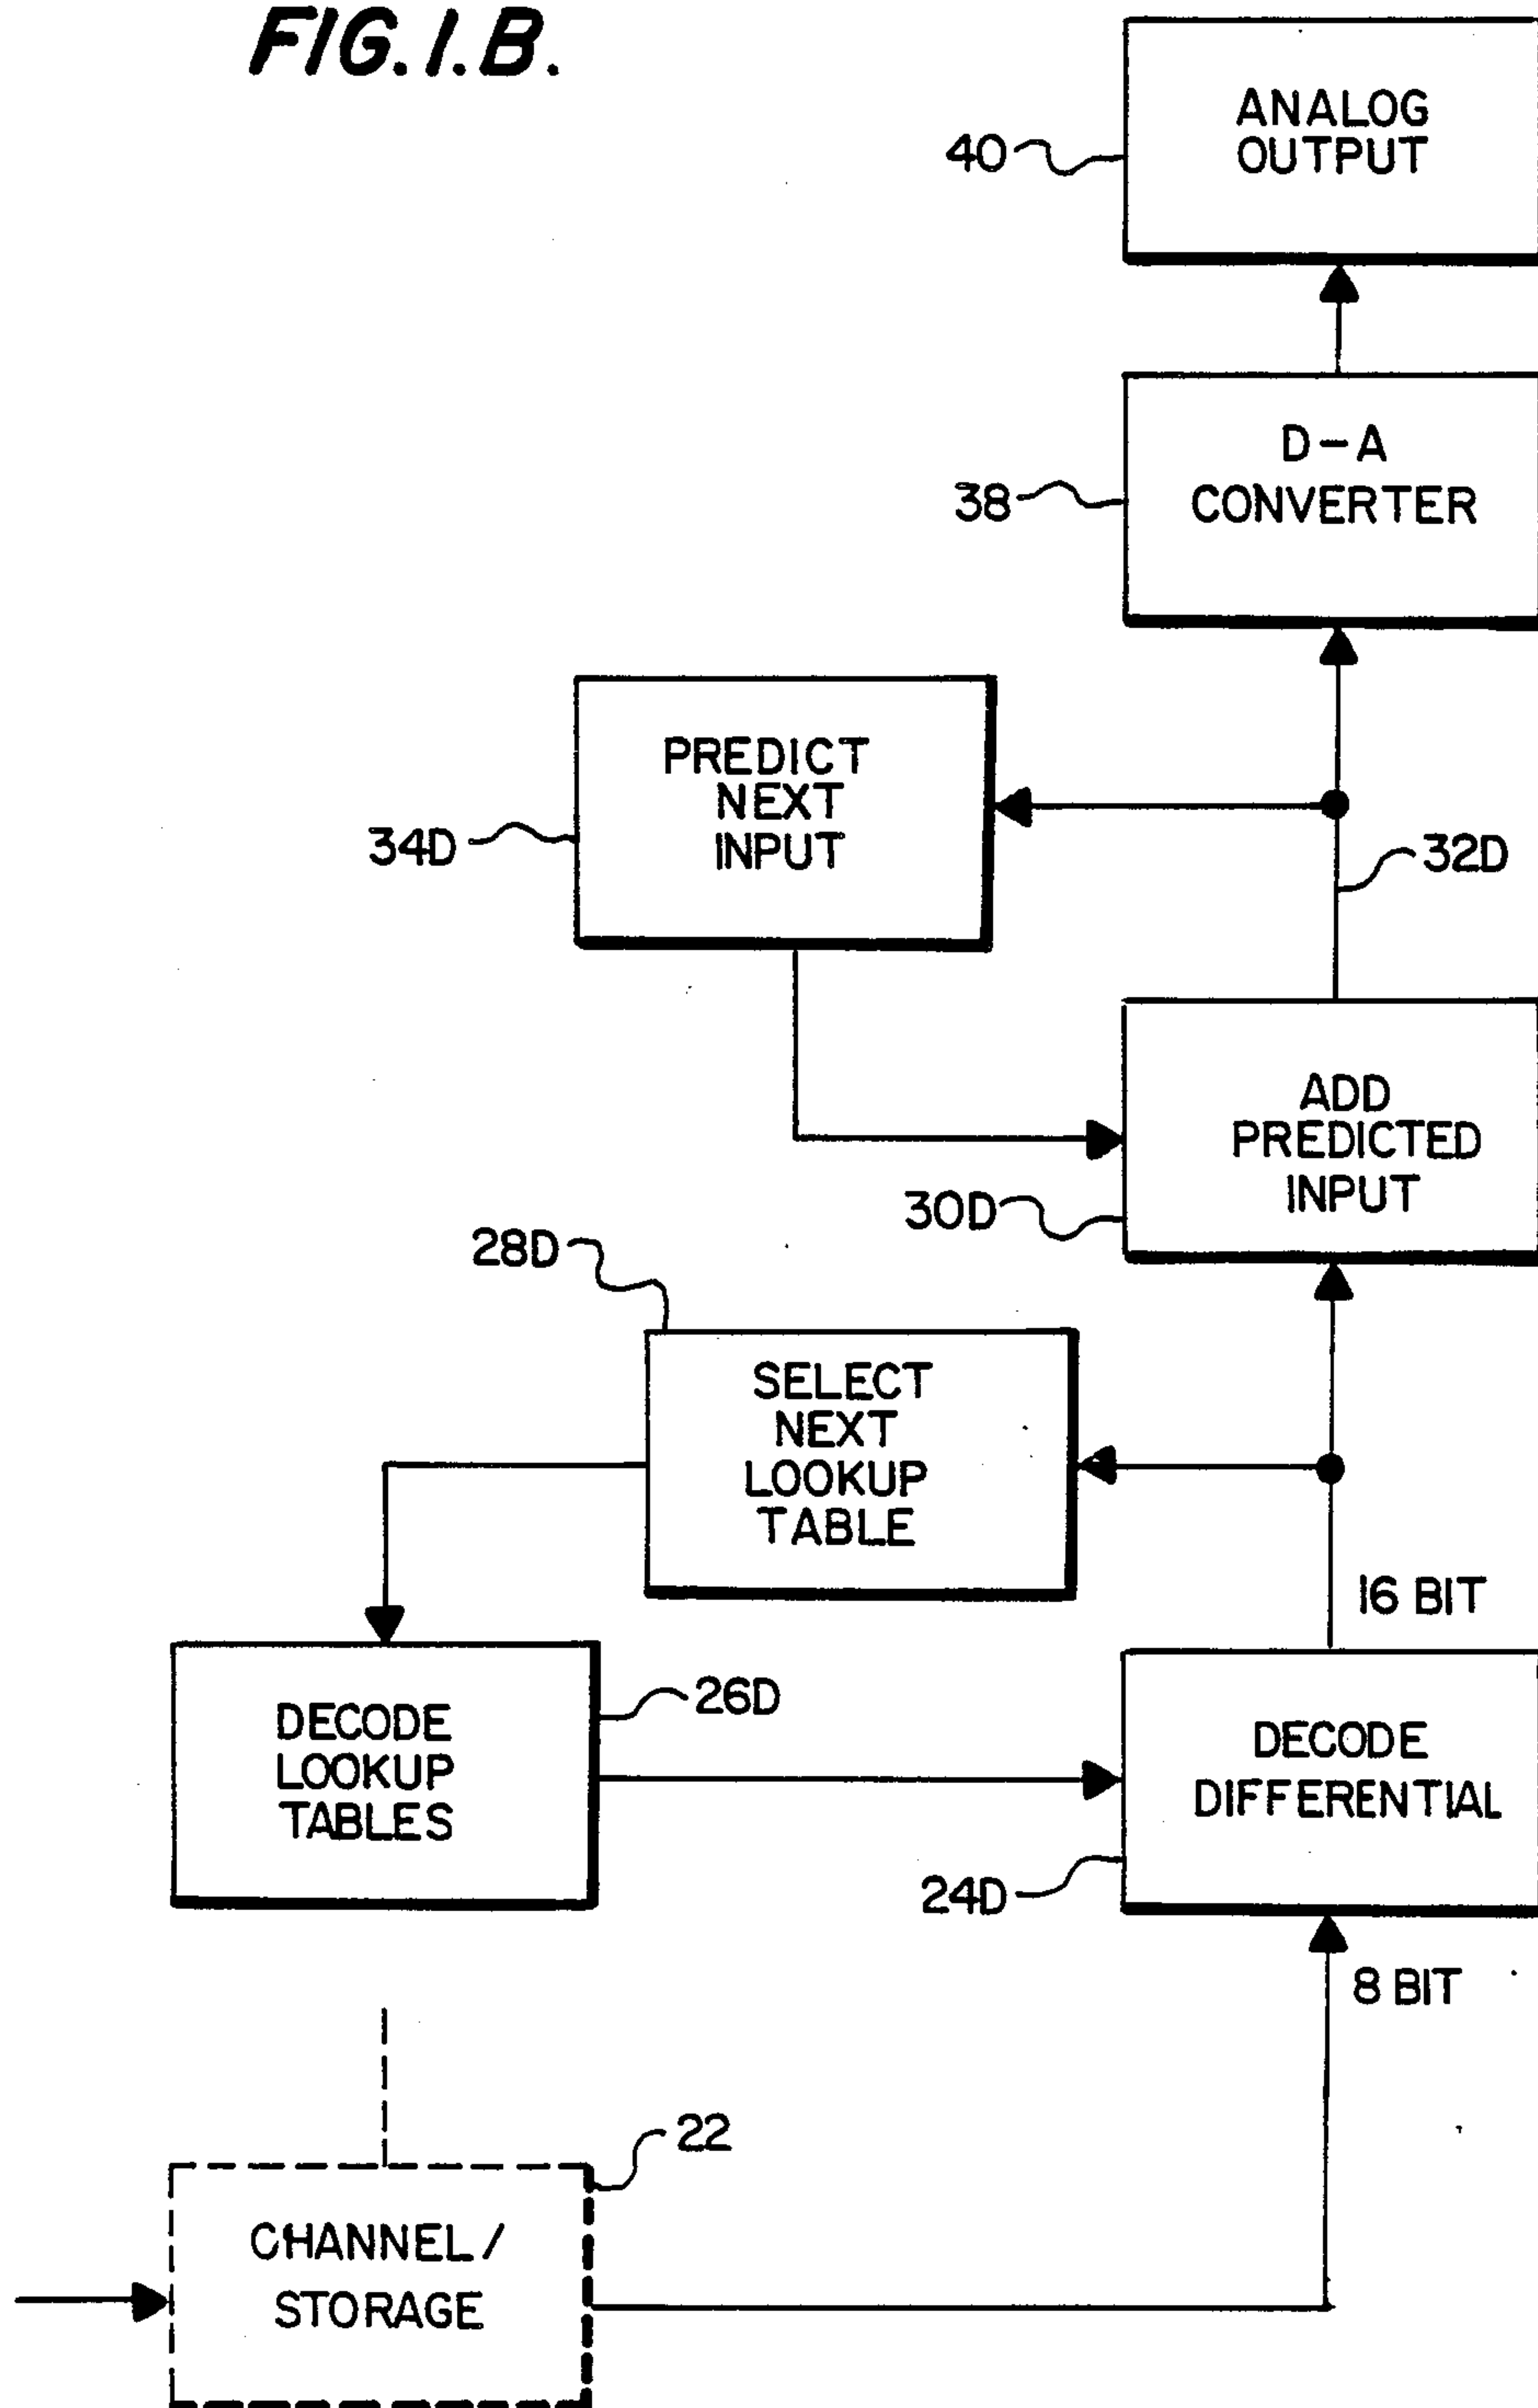 FIG.1.B.
ANALOG
OUTPUT
40
D-A
CONVERTER
38
PREDICT
NEXT
INPUT
34D
32D
ADD
PREDICTED
INPUT
30D
28D
SELECT
NEXT
LOOKUP
TABLE
16 BIT
DECODE
LOOKUP
TABLES
26D
DECODE
DIFFERENTIAL
24D
8 BIT
22
CHANNEL/
STORAGE